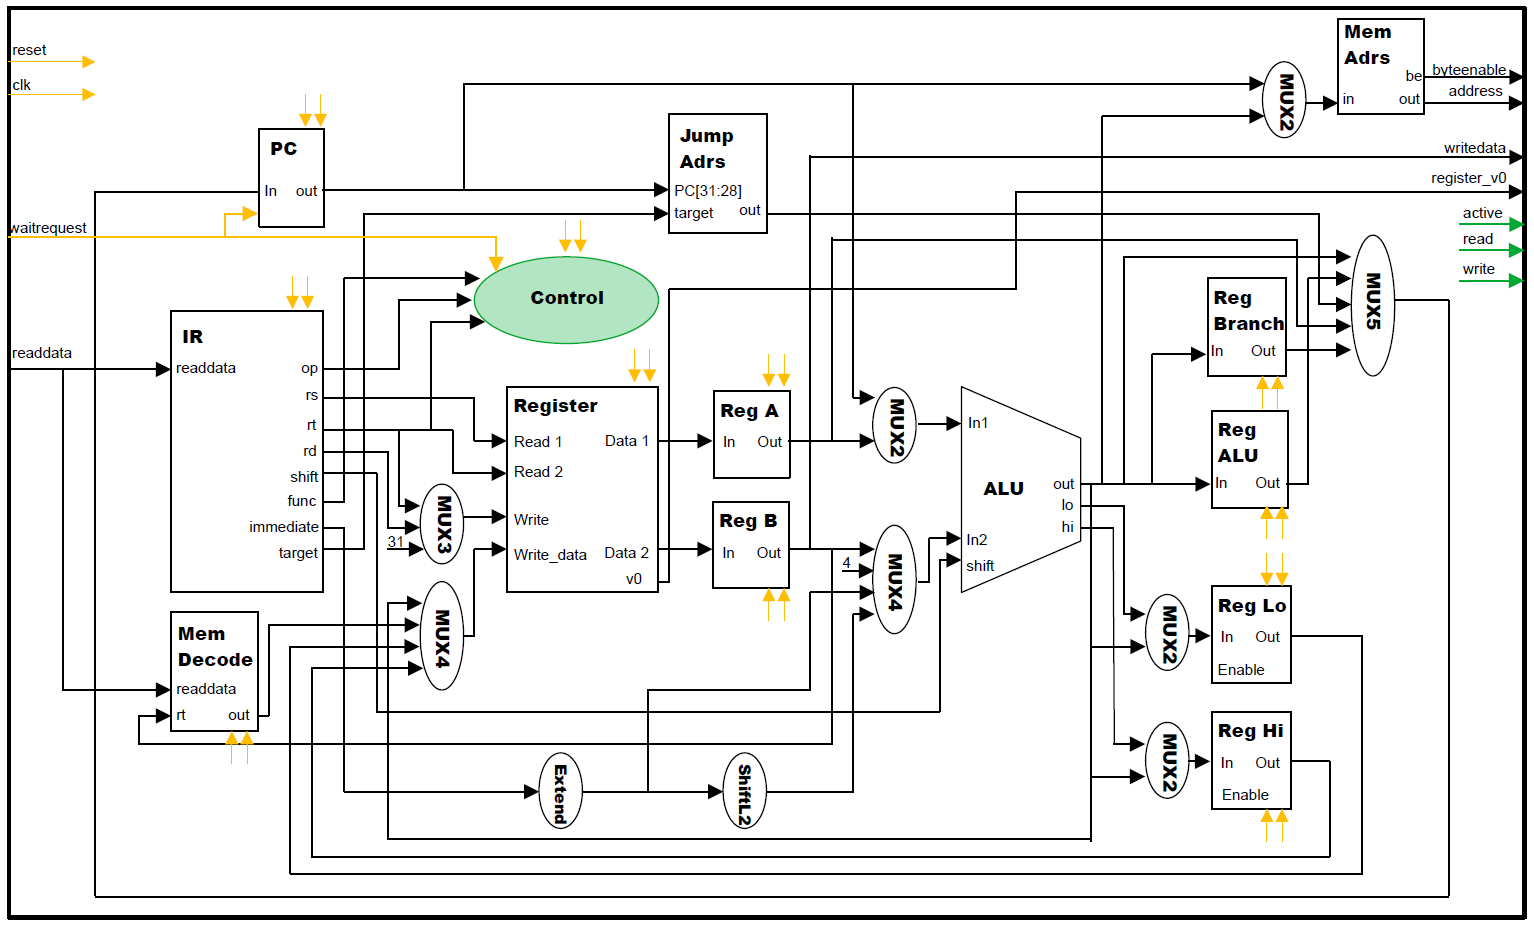 reset
clk
waitrequest
readdata
PC
In out
Jump
Adrs
PC[31:28]
target out
MUX2
Mem
Adrs
be
in out
byteenable
address
writedata
register_v0
active
read
write
Control
IR
readdata
op
rs
rt
rd
shift
func
immediate
target
Register
Read 1 Data 1
Read 2
Write
Write_data Data 2
v0
MUX3
31
MUX4
Mem
Decode
readdata
rt out
Reg A
In Out
Reg B
In Out
MUX2
4
MUX4
Extend
ShiftL2
ALU
In1
In2
shift
out
lo
hi
Reg
Branch
In Out
MUX5
Reg
ALU
In Out
MUX2
Reg Lo
In Out
Enable
MUX2
Reg Hi
In Out
Enable